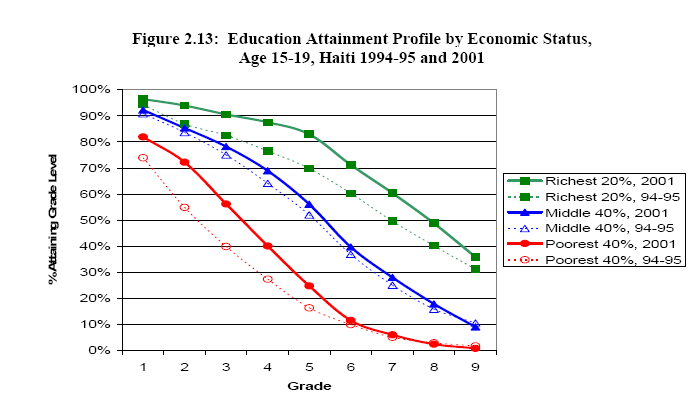 Figure 2.13: Education Attainment Profile by Economic Status,
Age 15-19, Haiti 1994-95 and 2001
100%
90%
80%
70%
60%
50%
40%
30%
20%
10%
0%
%Attaining Grade Level
1 2 3 4 5 6 7 8 9
Grade
Richest 20%, 2001
Richest 20%, 94-95
Middle 40%, 2001
Middle 40%, 94-95
Poorest 40%, 2001
Poorest 40%, 94-95